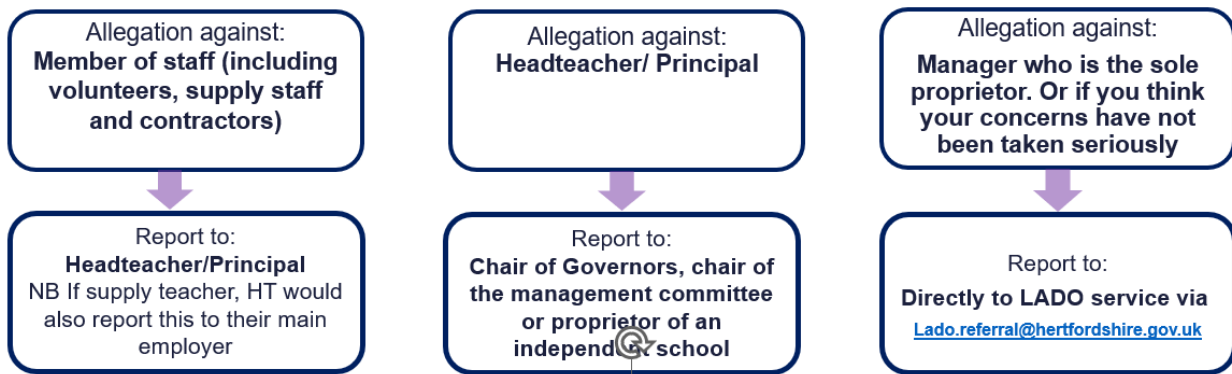 Allegation against:
Member of staff (including
volunteers, supply staff
and contractors)
Report to:
Headteacher/Principal
NB If supply teacher, HT would
also report this to their main
employer
Allegation against:
Headteacher/ Principal
Report to:
Chair of Governors, chair of
the management committee
or proprietor of an
independent school
Allegation against:
Manager who is the sole
proprietor. Or if you think
your concerns have not
been taken seriously
Report to:
Directly to LADO service via
Lado.referral@hertfordshire.gov.uk